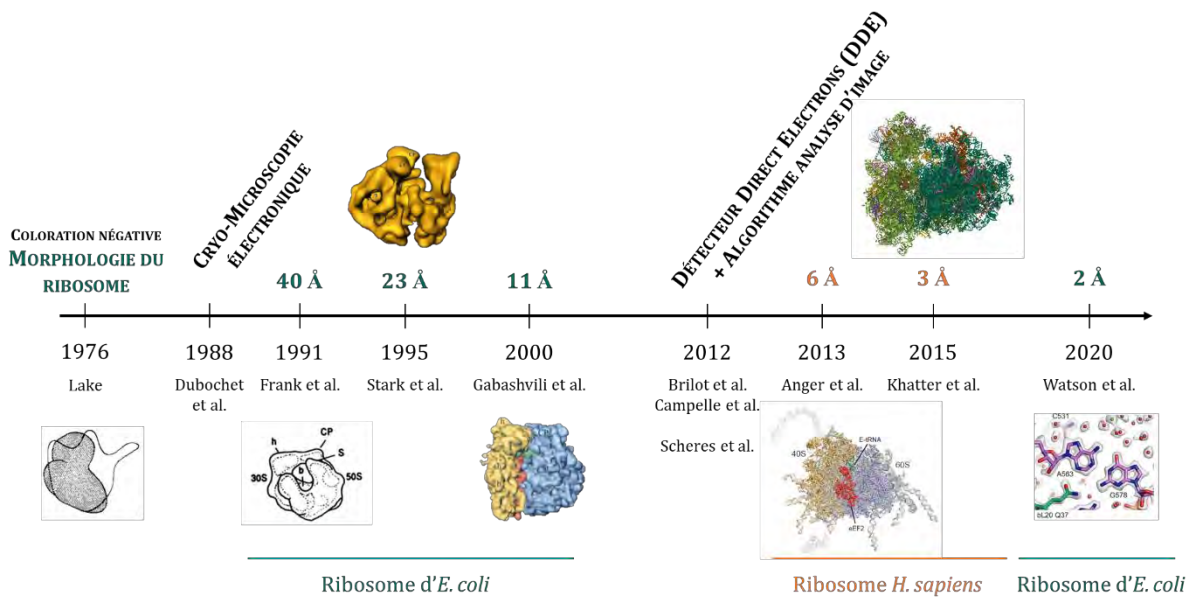 DÉTECTEUR DIRECT ELECTRONS (DDE)
+ ALGORITHME ANALYSE D'IMAGE
CRYO-MICROSCOPIE
ÉLECTRONIQUE
COLORATION NÉGATIVE
MORPHOLOGIE DU
RIBOSOME
40 Å
23 Å
11 Å
6 Å
3 Å
2 Å
1976
1988
1991
1995
2000
2012
2013
2015
2020
Lake
Dubochet
et al.
Frank et al.
Stark et al.
Gabashvili et al.
Brilot et al.
Campelle et al.
Scheres et al.
Anger et al.
Khatter et al.
Watson et al.
h
CP
S
b
30S
50S
40S
E-tRNA
60S
eEF2
C531
A563
G578
bL20 Q37
Ribosome d'E. coli
Ribosome H. sapiens
Ribosome d'E. coli